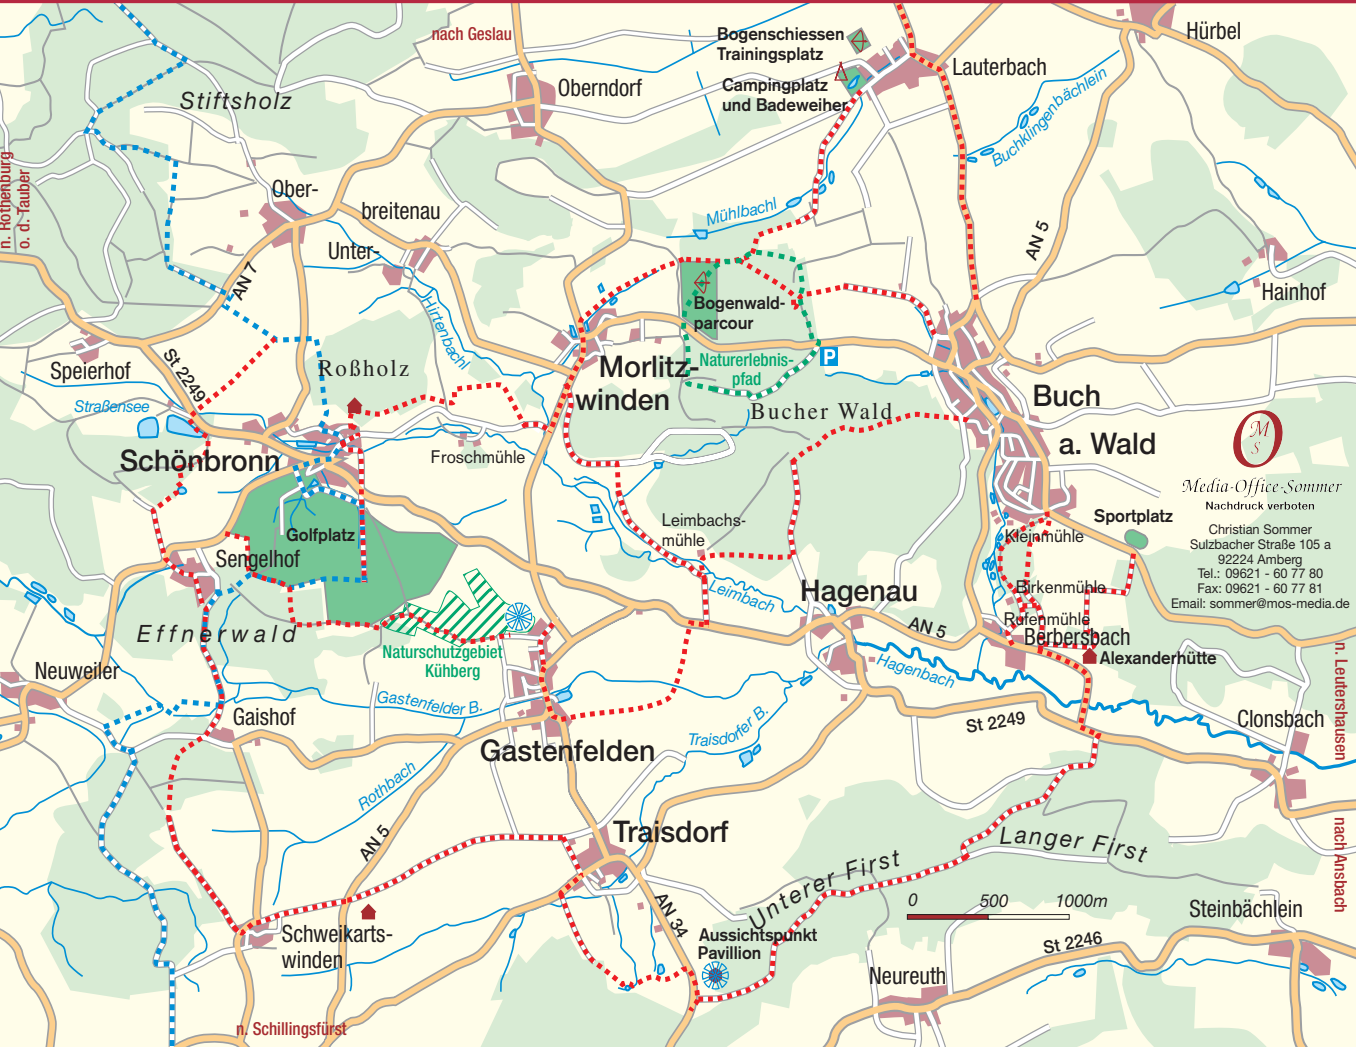 nach Geslau
Bogenschiessen
Trainingsplatz
Hürbel
Lauterbach
Oberndorf
Campingplatz
und Badeweiher
Stiftsholz
Buchklingenbächlein
n. Rothenburg
o. d. Tauber
Ober-
breitenau
Unter-
Mühlbachl
AN 5
AN 7
Hainhof
Hirtenbachl
Bogenwald-
parcour
Speierhof
St 2249
Roßholz
Morlitz-
winden
Naturerlebnis-
pfad
P
Straßensee
Bucher Wald
Buch
a. Wald
Schönbronn
Froschmühle
M
O
S
Media-Office-Sommer
Nachdruck verboten
Christian Sommer
Sulzbacher Straße 105 a
92224 Amberg
Tel.: 09621 - 60 77 80
Fax: 09621 - 60 77 81
Email: sommer@mos-media.de
Sportplatz
Golfplatz
Leimbachs-
mühle
Kleinmühle
Sengelhof
Leimbach
Hagenau
Birkenmühle
Rufenmühle
AN 5
Berbersbach
Alexanderhütte
Effnerwald
Naturschutzgebiet
Kühberg
Hagenbach
n. Leutershausen
Neuweiler
Gastenfelder B.
Gaishof
St 2249
Clonsbach
Traisdorfer B.
Gastenfelden
Rothbach
AN 5
Traisdorf
Langer First
nach Ansbach
Unterer First
0 500 1000m
AN 34
Steinbächlein
Schweikarts-
winden
Aussichtspunkt
Pavillion
St 2246
Neureuth
n. Schillingsfürst